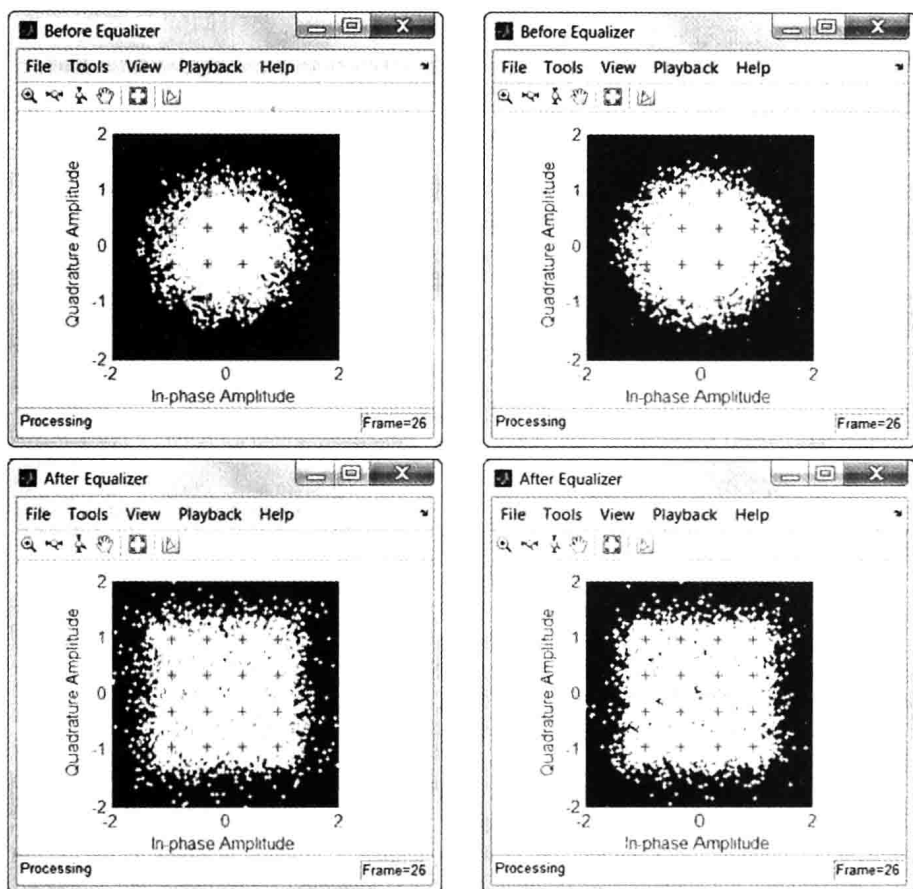 Before Equalizer
File Tools View Playback Help
2
1
0
-1
-2
-2 0 2
Quadrature Amplitude
In-phase Amplitude
Processing Frame=26
Before Equalizer
File Tools View Playback Help
2
1
0
-1
-2
-2 0 2
Quadrature Amplitude
In-phase Amplitude
Processing Frame=26
After Equalizer
File Tools View Playback Help
2
1
0
-1
-2
-2 0 2
Quadrature Amplitude
In-phase Amplitude
Processing Frame=26
After Equalizer
File Tools View Playback Help
2
1
0
-1
-2
-2 0 2
Quadrature Amplitude
In-phase Amplitude
Processing Frame=26